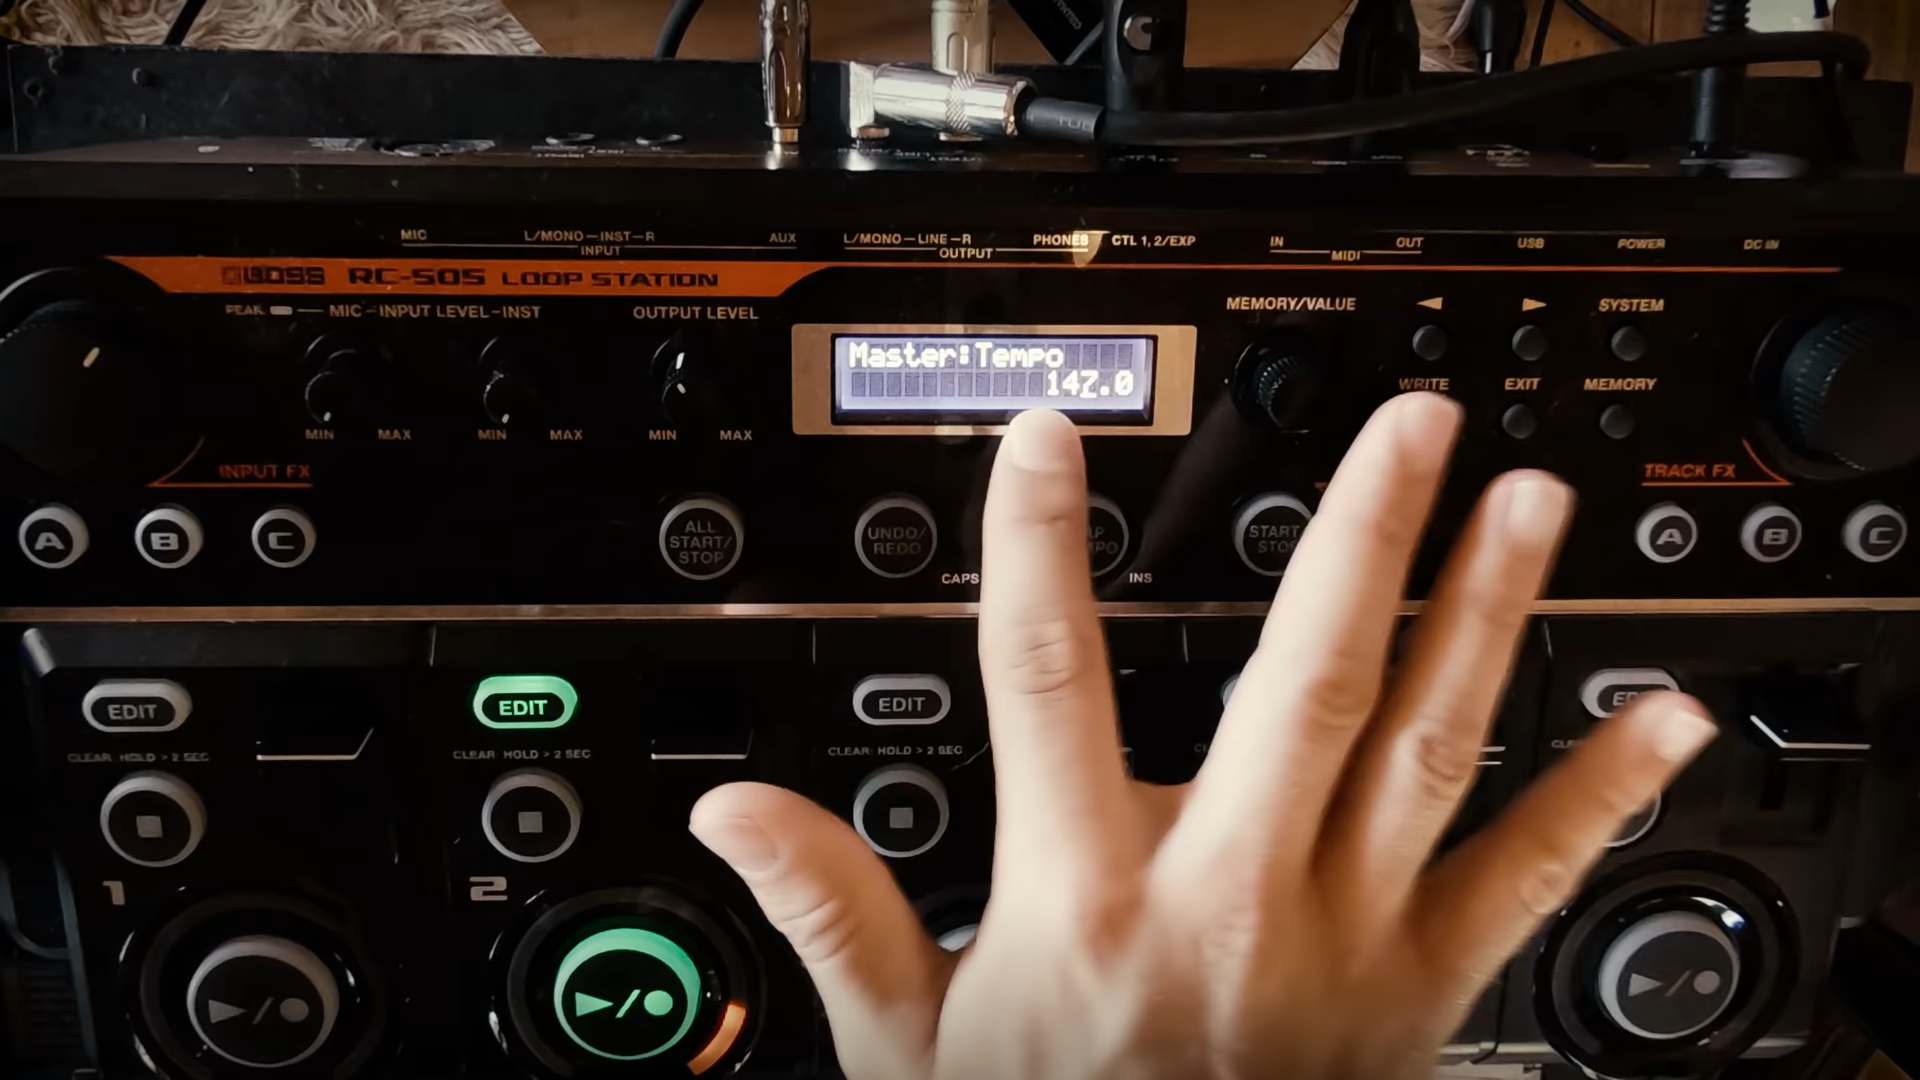 MIC L/MONO–INST–R AUX L/MONO–LINE–R PHONES CTL 1, 2/EXP IN OUT USB POWER DC IN
INPUT OUTPUT MIDI
BOSS RC-505 LOOP STATION
PEAK MIC–INPUT LEVEL–INST OUTPUT LEVEL
MEMORY/VALUE ◀ ▶ SYSTEM
Master:Tempo
147.0
WRITE EXIT MEMORY
MIN MAX MIN MAX MIN MAX
INPUT FX TRACK FX
A B C
ALL
START/
STOP
UNDO/
REDO
START
A B C
CAPS INS
EDIT EDIT EDIT
CLEAR: HOLD > 2 SEC CLEAR: HOLD > 2 SEC CLEAR: HOLD > 2 SEC
1 2